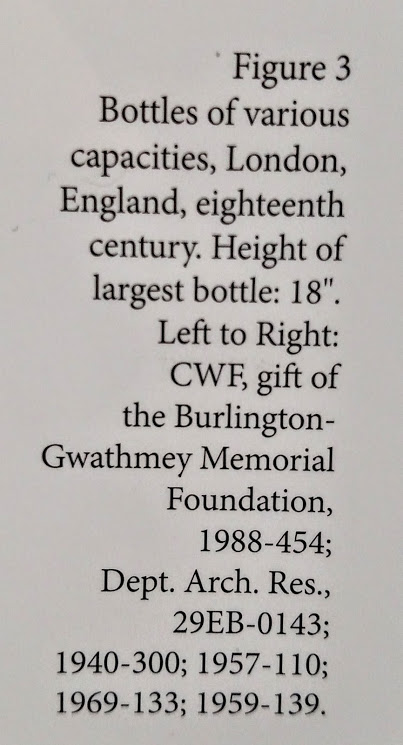 Figure 3
Bottles of various
capacities, London,
England, eighteenth
century. Height of
largest bottle: 18".
Left to Right:
CWF, gift of
the Burlington-
Gwathmey Memorial
Foundation,
1988-454;
Dept. Arch. Res.,
29EB-0143;
1940-300; 1957-110;
1969-133; 1959-139.